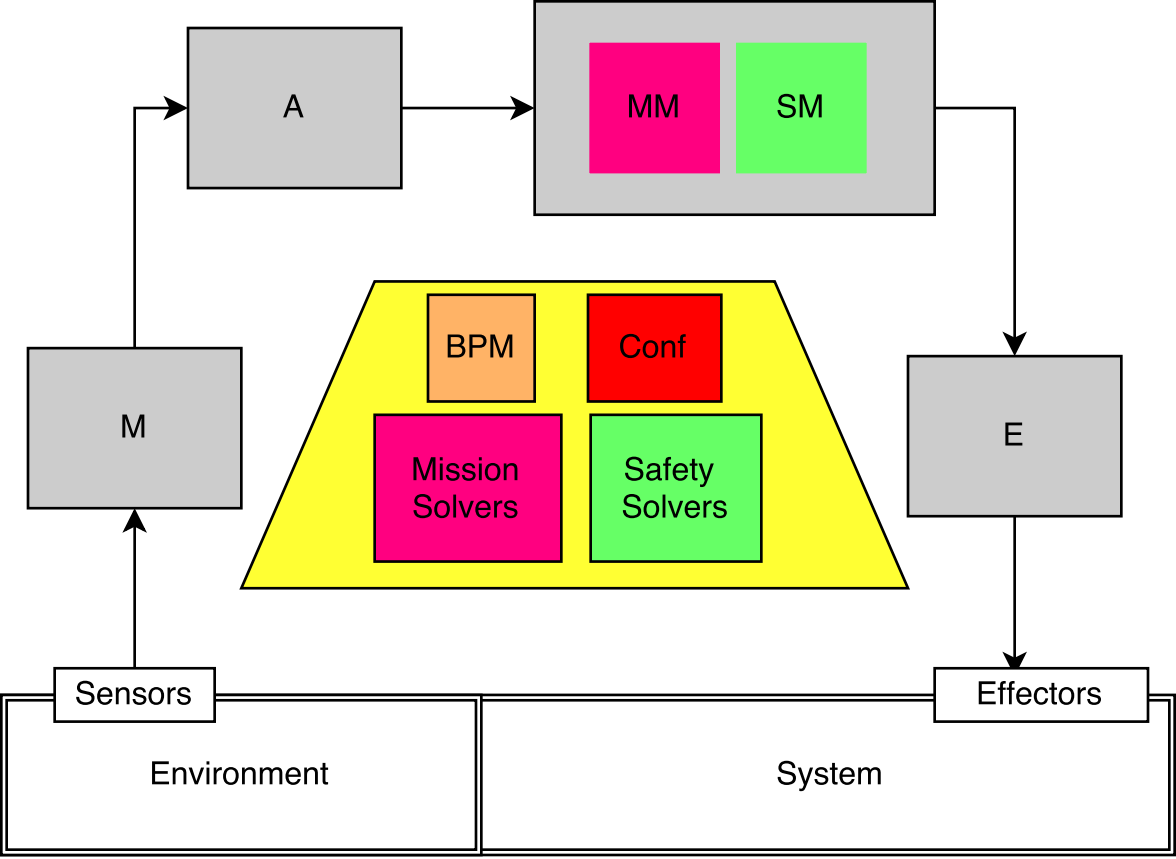 A
MM
SM
BPM
Conf
M
E
Mission
Solvers
Safety
Solvers
Sensors
Effectors
Environment
System